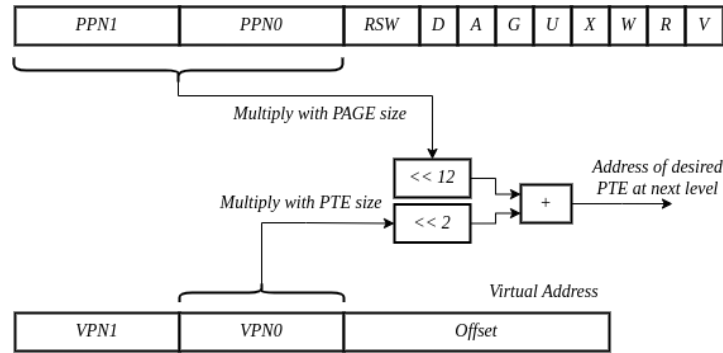 PPN1 PPN0 RSW D A G U X W R V
Multiply with PAGE size
Address of desired
PTE at next level
<< 12
Multiply with PTE size
+
<< 2
Virtual Address
VPN1 VPN0 Offset